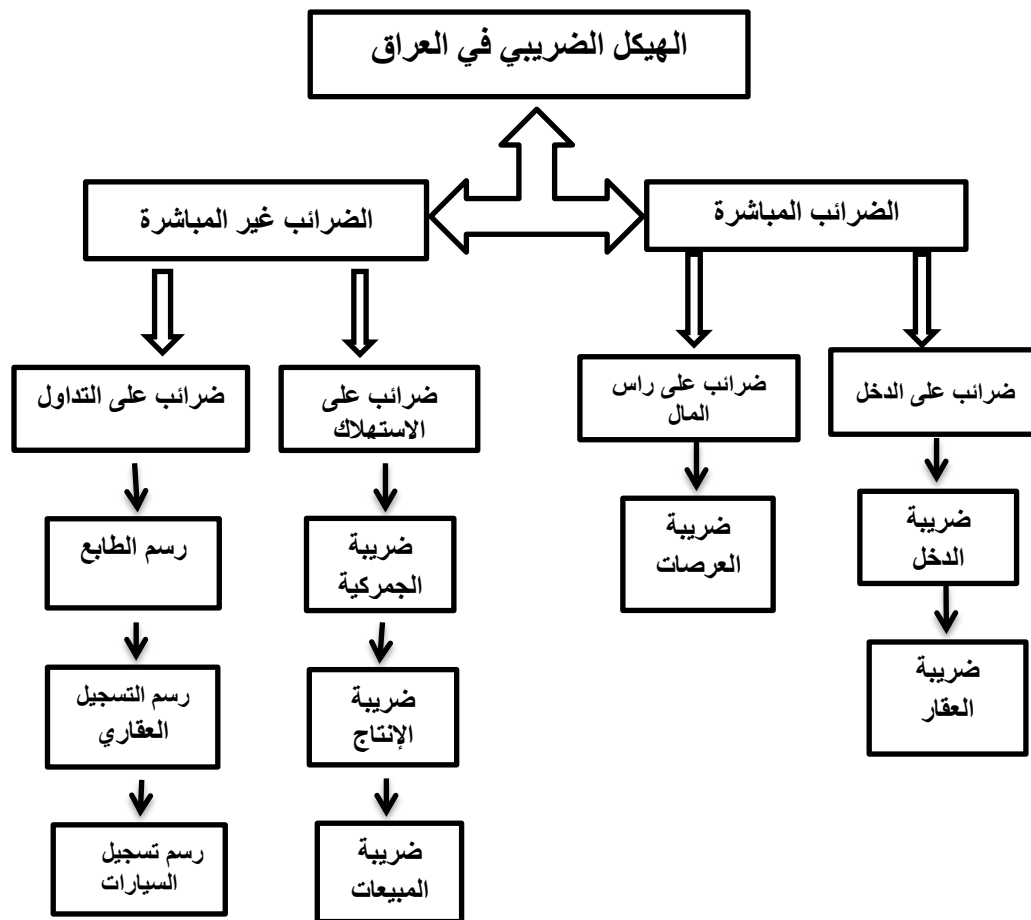 الهيكل الضريبي في العراق
الضرائب المباشرة
الضرائب غير المباشرة
ضرائب على الدخل
ضرائب على راس
المال
ضرائب على
الاستهلاك
ضرائب على التداول
ضريبة
الدخل
ضريبة
العرصات
ضريبة
الجمركية
رسم الطابع
ضريبة
العقار
ضريبة
الإنتاج
رسم التسجيل
العقاري
ضريبة
المبيعات
رسم تسجيل
السيارات